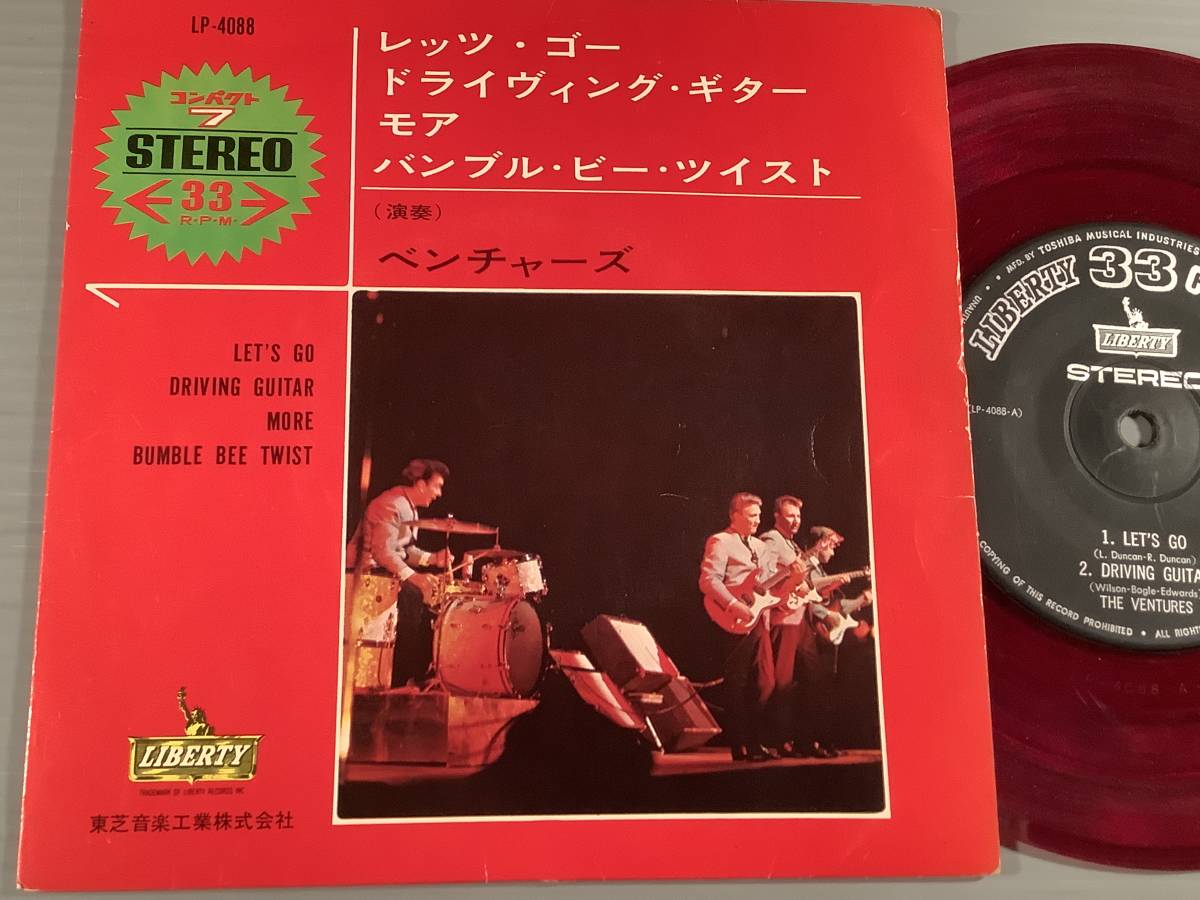 LP-4088
コンパクト
7
STEREO
33
R·P·M·
レッツ・ゴー
ドライヴィング・ギター
モア
バンブル・ビー・ツイスト
(演奏)
ベンチャーズ
LET'S GO
DRIVING GUITAR
MORE
BUMBLE BEE TWIST
LIBERTY
TRADEMARK OF LIBERTY RECORDS INC
東芝音楽工業株式会社
MFD. BY TOSHIBA MUSICAL INDUSTRIES
LIBERTY 33
LIBERTY
STEREO
(LP-4088-A)
1. LET'S GO
(L. Duncan-R. Duncan)
2. DRIVING GUITA
(Wilson-Bogle-Edwards
THE VENTURES
COPYING OF THIS RECORD PROHIBITED • ALL RIGHT